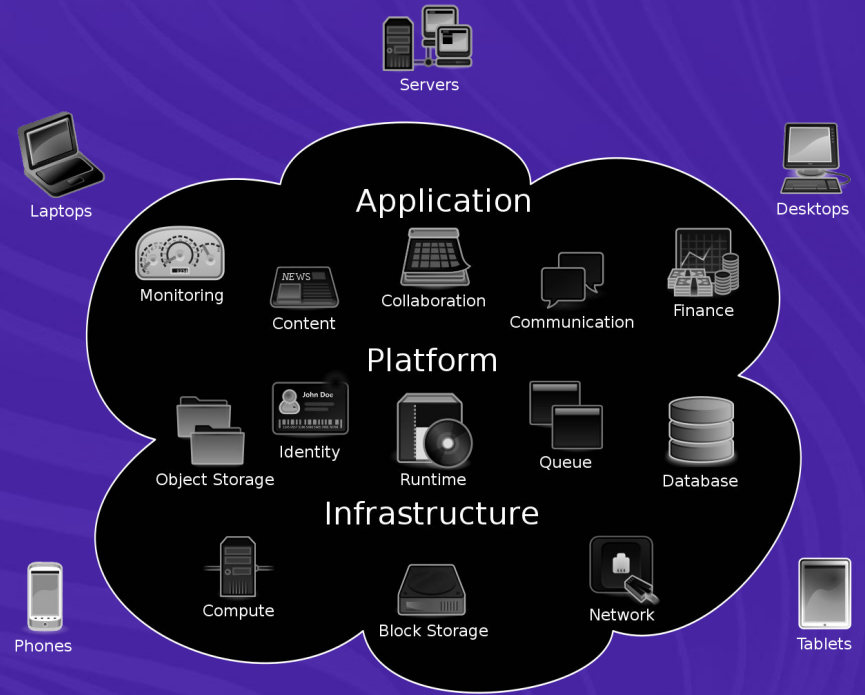 Servers
Laptops
Desktops
Application
Monitoring
NEWS
Content
Collaboration
Communication
Finance
Platform
Object Storage
John Doe
Identity
Runtime
Queue
Database
Infrastructure
Compute
Block Storage
Network
Phones
Tablets